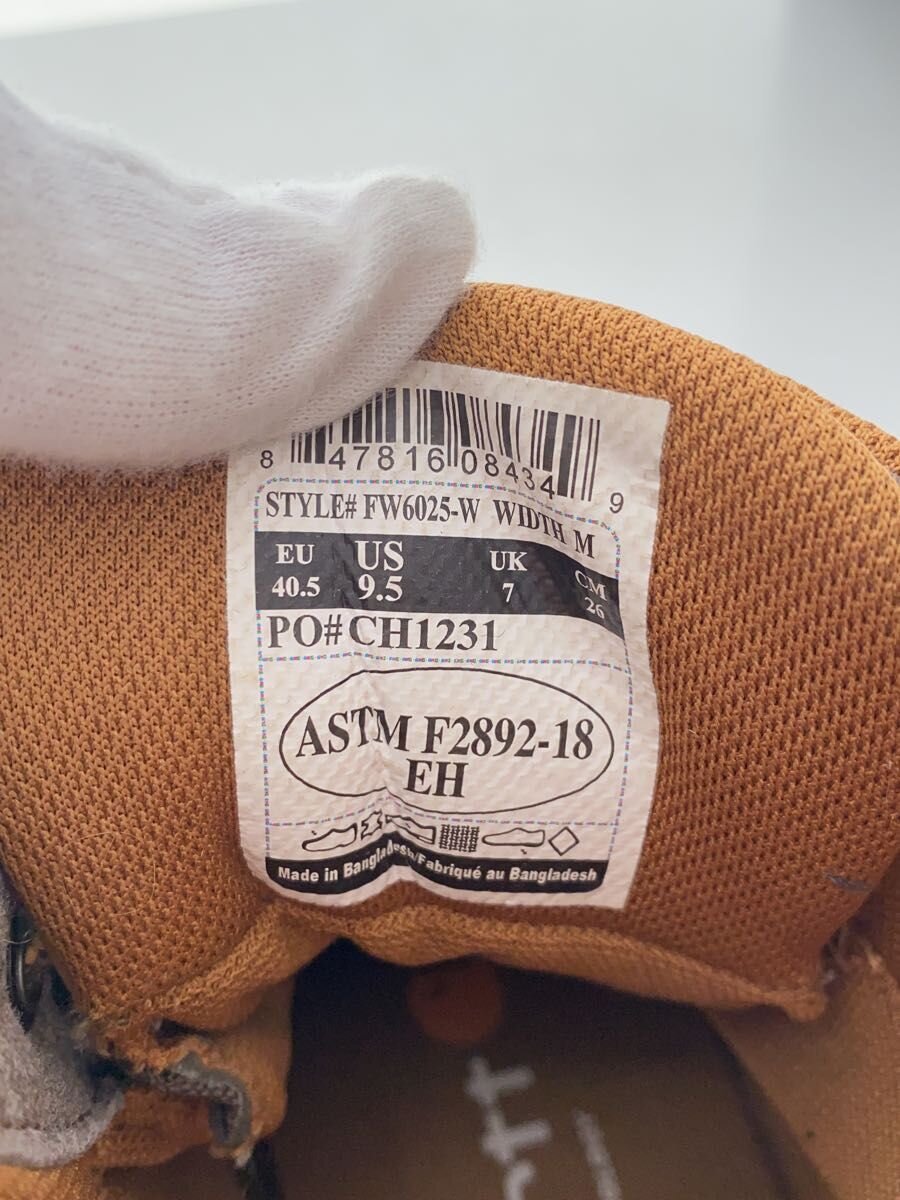 8 47816 08434 9
STYLE# FW6025-W WIDTH M
EU US UK CM
40.5 9.5 7 26
PO# CH1231
ASTM F2892-18
EH
Made in Bangladesh/Fabriqué au Bangladesh